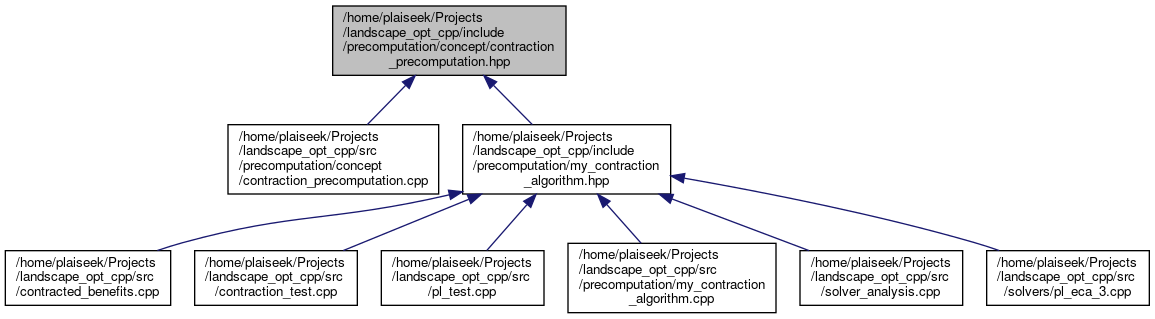 /home/plaiseek/Projects
/landscape_opt_cpp/include
/precomputation/concept/contraction
_precomputation.hpp
/home/plaiseek/Projects
/landscape_opt_cpp/src
/precomputation/concept
/contraction_precomputation.cpp
/home/plaiseek/Projects
/landscape_opt_cpp/include
/precomputation/my_contraction
_algorithm.hpp
/home/plaiseek/Projects
/landscape_opt_cpp/src
/contracted_benefits.cpp
/home/plaiseek/Projects
/landscape_opt_cpp/src
/contraction_test.cpp
/home/plaiseek/Projects
/landscape_opt_cpp/src
/pl_test.cpp
/home/plaiseek/Projects
/landscape_opt_cpp/src
/precomputation/my_contraction
_algorithm.cpp
/home/plaiseek/Projects
/landscape_opt_cpp/src
/solver_analysis.cpp
/home/plaiseek/Projects
/landscape_opt_cpp/src
/solvers/pl_eca_3.cpp